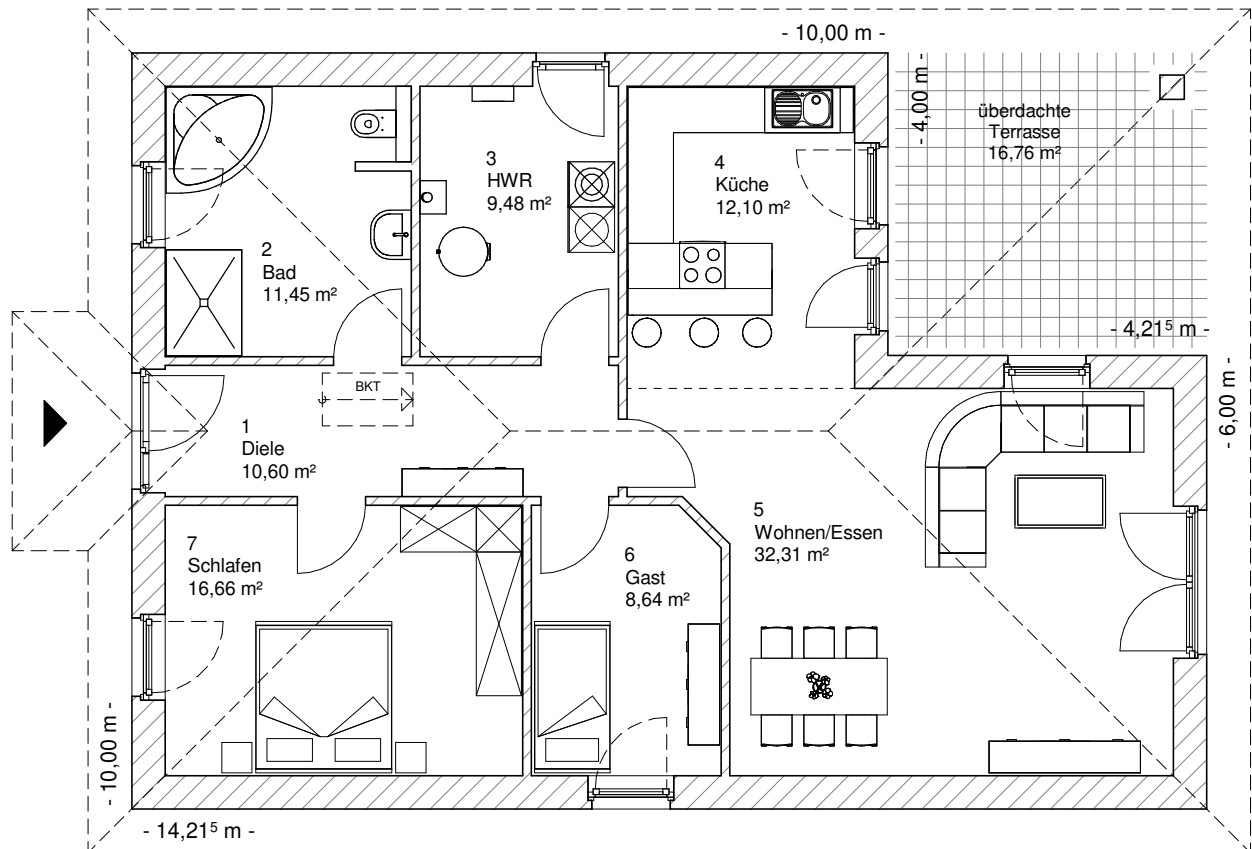 - 10,00 m -
- 4,00 m -
überdachte
Terrasse
16,76 m²
3
HWR
9,48 m²
4
Küche
12,10 m²
2
Bad
11,45 m²
- 4,21⁵ m -
- 6,00 m -
BKT
1
Diele
10,60 m²
5
Wohnen/Essen
32,31 m²
7
Schlafen
16,66 m²
6
Gast
8,64 m²
- 10,00 m -
- 14,21⁵ m -